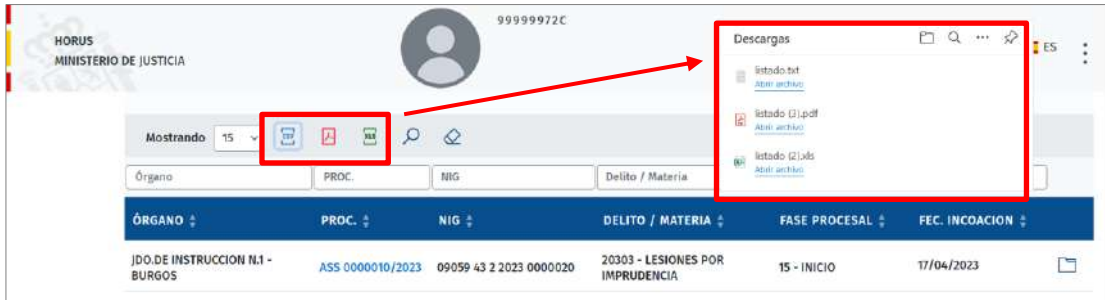 99999972C
HORUS
MINISTERIO DE JUSTICIA
ES
Descargas
listado.txt
Abrir archivo
listado (3).pdf
Abrir archivo
listado (2).xls
Abrir archivo
Mostrando 15
Órgano PROC. NIG Delito / Materia
ÓRGANO PROC. NIG DELITO / MATERIA FASE PROCESAL FEC. INCOACION
JDO.DE INSTRUCCION N.1 - BURGOS
ASS 0000010/2023 09059 43 2 2023 0000020
20303 - LESIONES POR IMPRUDENCIA
15 - INICIO 17/04/2023